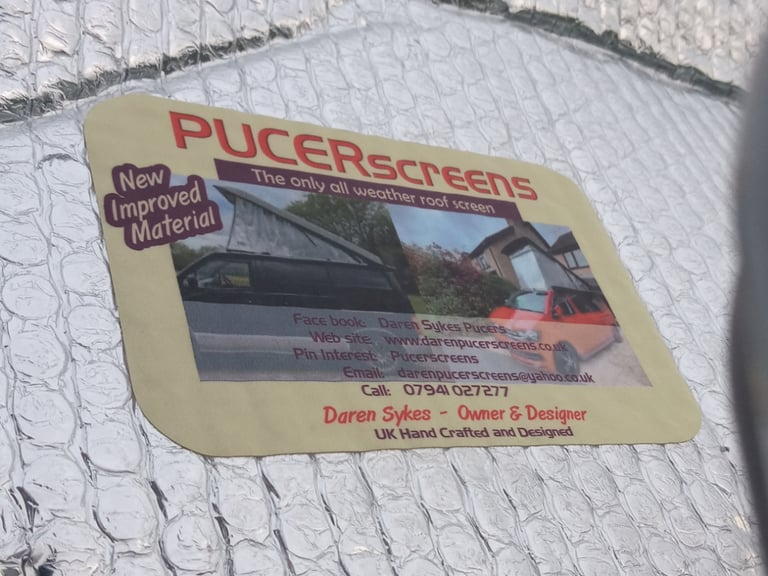 PUCERscreens
The only all weather roof screen
New
Improved
Material
Face book: Daren Sykes Pucers
Web site: www.darenpucerscreens.co.uk
Pin Interest: Pucerscreens
Email: darenpucerscreens@yahoo.co.uk
Call: 07941 027277
Daren Sykes - Owner & Designer
UK Hand Crafted and Designed